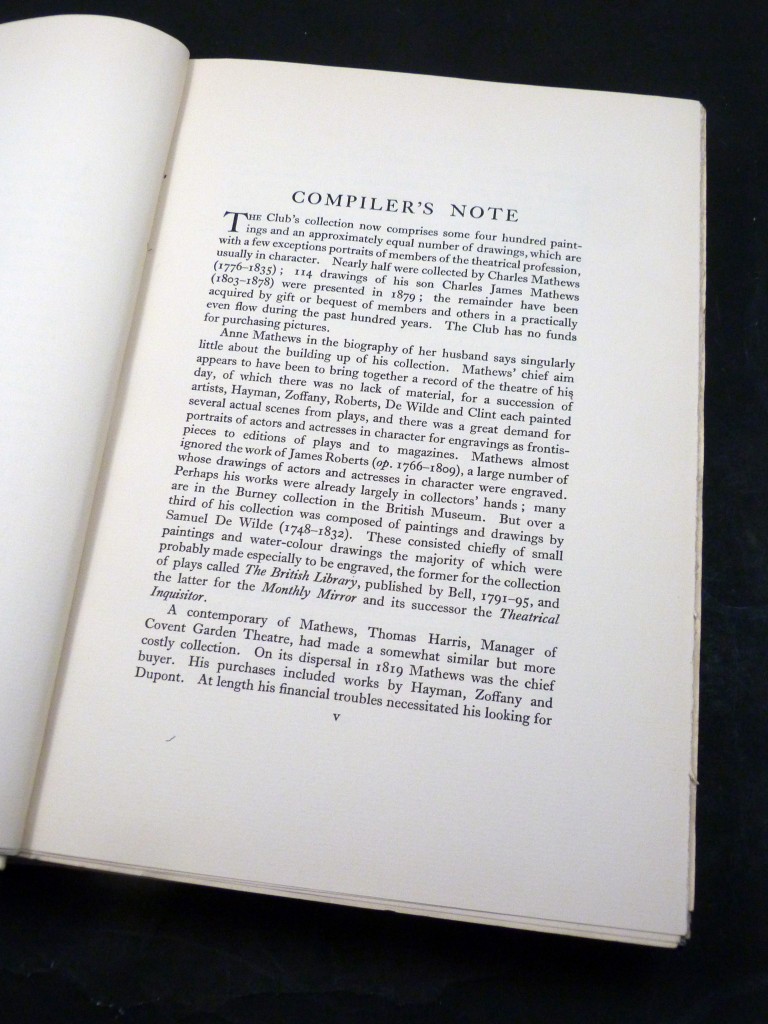 COMPILER'S NOTE
THE Club's collection now comprises some four hundred paint-
ings and an approximately equal number of drawings, which are
with a few exceptions portraits of members of the theatrical profession,
usually in character. Nearly half were collected by Charles Mathews
(1776–1835); 114 drawings of his son Charles James Mathews
(1803–1878) were presented in 1879; the remainder have been
acquired by gift or bequest of members and others in a practically
even flow during the past hundred years. The Club has no funds
for purchasing pictures.
Anne Mathews in the biography of her husband says singularly
little about the building up of his collection. Mathews' chief aim
appears to have been to bring together a record of the theatre of his
day, of which there was no lack of material, for a succession of
artists, Hayman, Zoffany, Roberts, De Wilde and Clint each painted
several actual scenes from plays, and there was a great demand for
portraits of actors and actresses in character for engravings as frontis-
pieces to editions of plays and to magazines. Mathews almost
ignored the work of James Roberts (op. 1766–1809), a large number of
whose drawings of actors and actresses in character were engraved.
Perhaps his works were already largely in collectors' hands; many
are in the Burney collection in the British Museum. But over a
third of his collection was composed of paintings and drawings by
Samuel De Wilde (1748–1832). These consisted chiefly of small
paintings and water-colour drawings the majority of which were
probably made especially to be engraved, the former for the collection
of plays called The British Library, published by Bell, 1791–95, and
the latter for the Monthly Mirror and its successor the Theatrical
Inquisitor.
A contemporary of Mathews, Thomas Harris, Manager of
Covent Garden Theatre, had made a somewhat similar but more
costly collection. On its dispersal in 1819 Mathews was the chief
buyer. His purchases included works by Hayman, Zoffany and
Dupont. At length his financial troubles necessitated his looking for
v